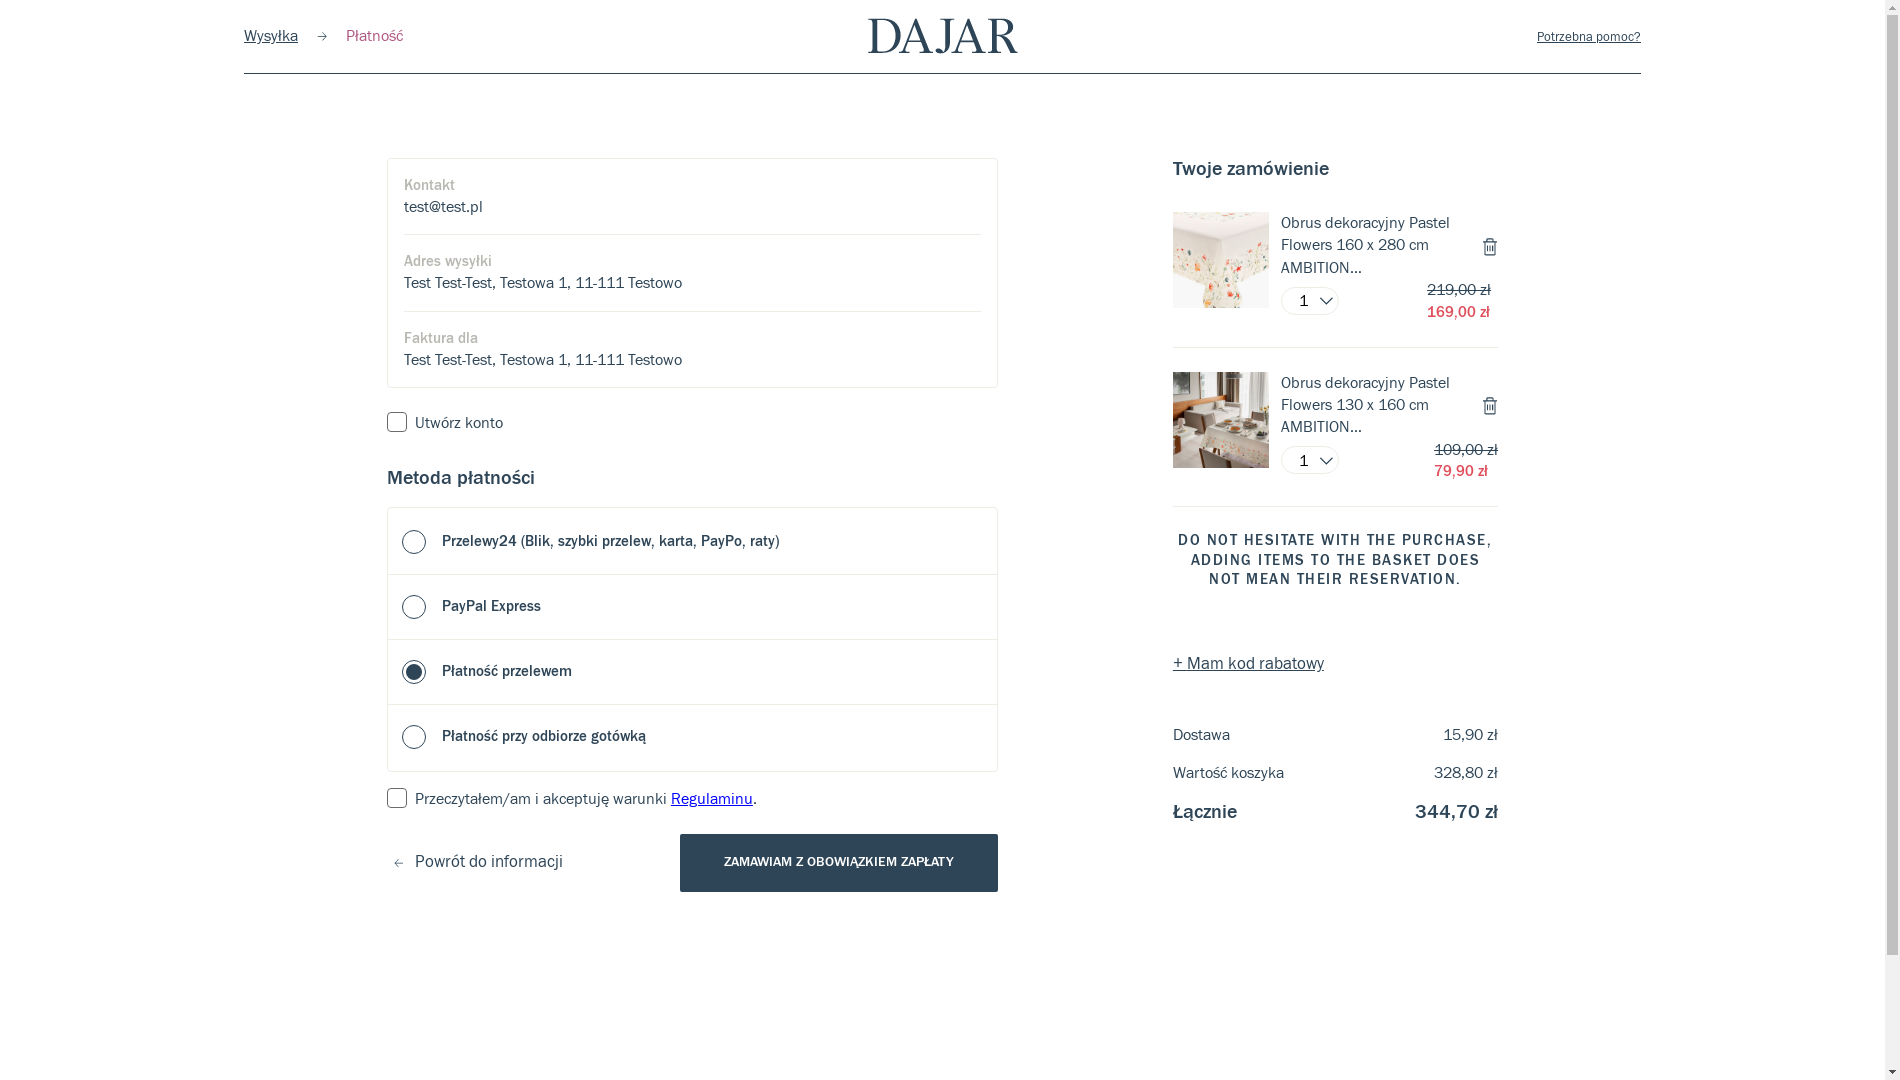 Wysyłka
Płatność
DAJAR
Potrzebna pomoc?
Kontakt
test@test.pl
Adres wysyłki
Test Test-Test, Testowa 1, 11-111 Testowo
Faktura dla
Test Test-Test, Testowa 1, 11-111 Testowo
Utwórz konto
Metoda płatności
Przelewy24 (Blik, szybki przelew, karta, PayPo, raty)
PayPal Express
Płatność przelewem
Płatność przy odbiorze gotówką
Przeczytałem/am i akceptuję warunki Regulaminu.
Powrót do informacji
ZAMAWIAM Z OBOWIĄZKIEM ZAPŁATY
Twoje zamówienie
Obrus dekoracyjny Pastel
Flowers 160 x 280 cm
AMBITION...
219,00 zł
1
169,00 zł
Obrus dekoracyjny Pastel
Flowers 130 x 160 cm
AMBITION...
109,00 zł
1
79,90 zł
DO NOT HESITATE WITH THE PURCHASE,
ADDING ITEMS TO THE BASKET DOES
NOT MEAN THEIR RESERVATION.
+ Mam kod rabatowy
Dostawa 15,90 zł
Wartość koszyka 328,80 zł
Łącznie 344,70 zł